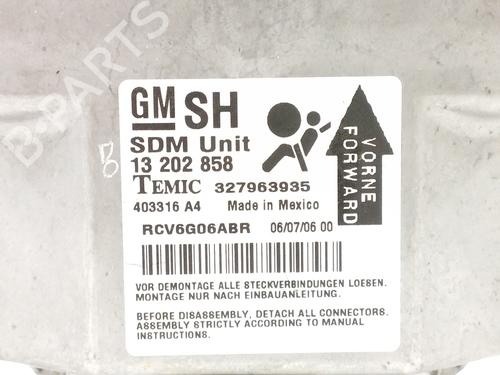 B-PARTS
GM SH
SDM Unit
13 202 858
TEMIC 327963935
403316 A4 Made in Mexico
VORNE
FORWARD
RCV6G06ABR 06/07/06 00
VOR DEMONTAGE ALLE STECKVERBINDUNGEN LOESEN.
MONTAGE NUR NACH EINBAUANLEITUNG.
BEFORE DISASSEMBLY, DETACH ALL CONNECTORS.
ASSEMBLY STRICTLY ACCORDING TO MANUAL
INSTRUCTIONS.